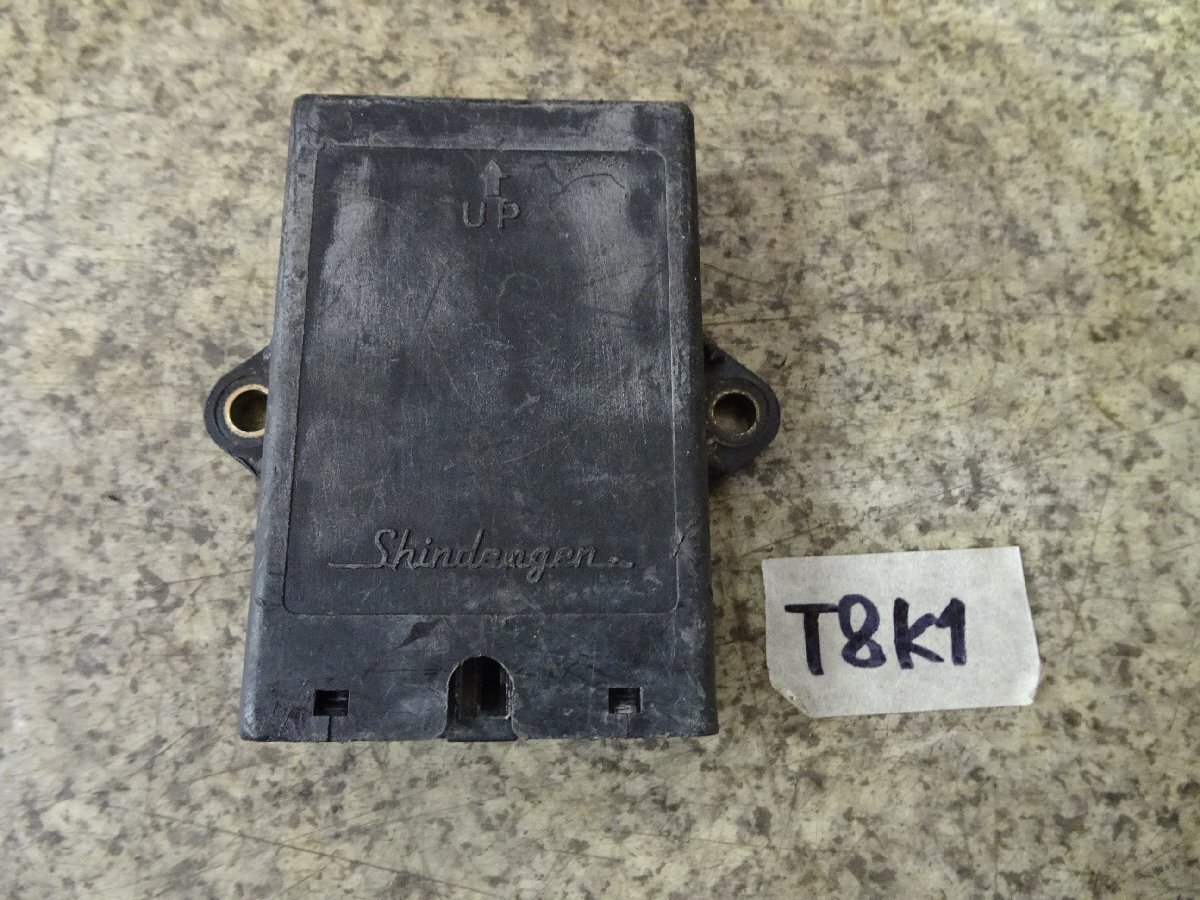 ↑
UP
Shindengen
T8K1